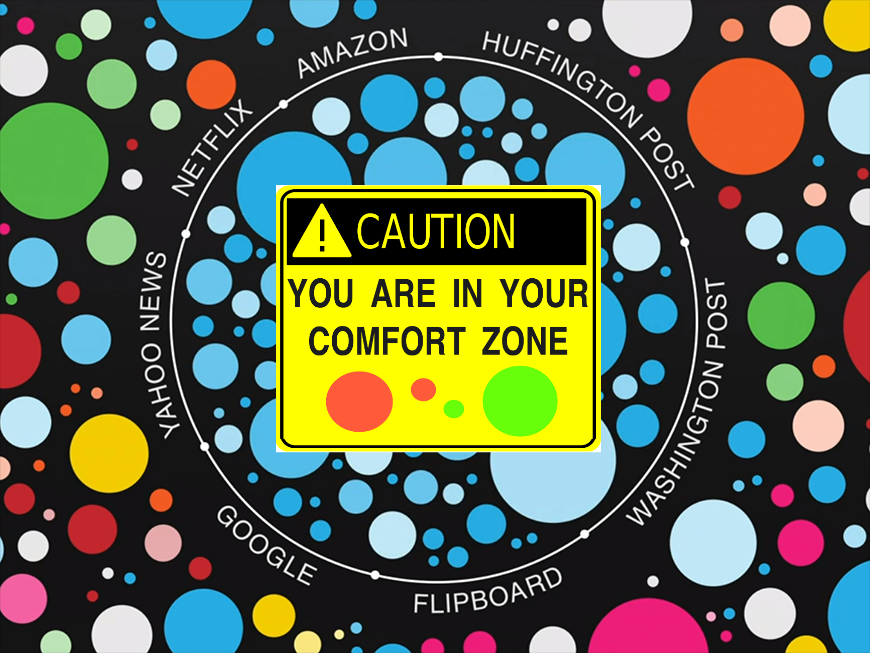 AMAZON
HUFFINGTON POST
NETFLIX
CAUTION
YOU ARE IN YOUR
COMFORT ZONE
YAHOO NEWS
WASHINGTON POST
GOOGLE
FLIPBOARD